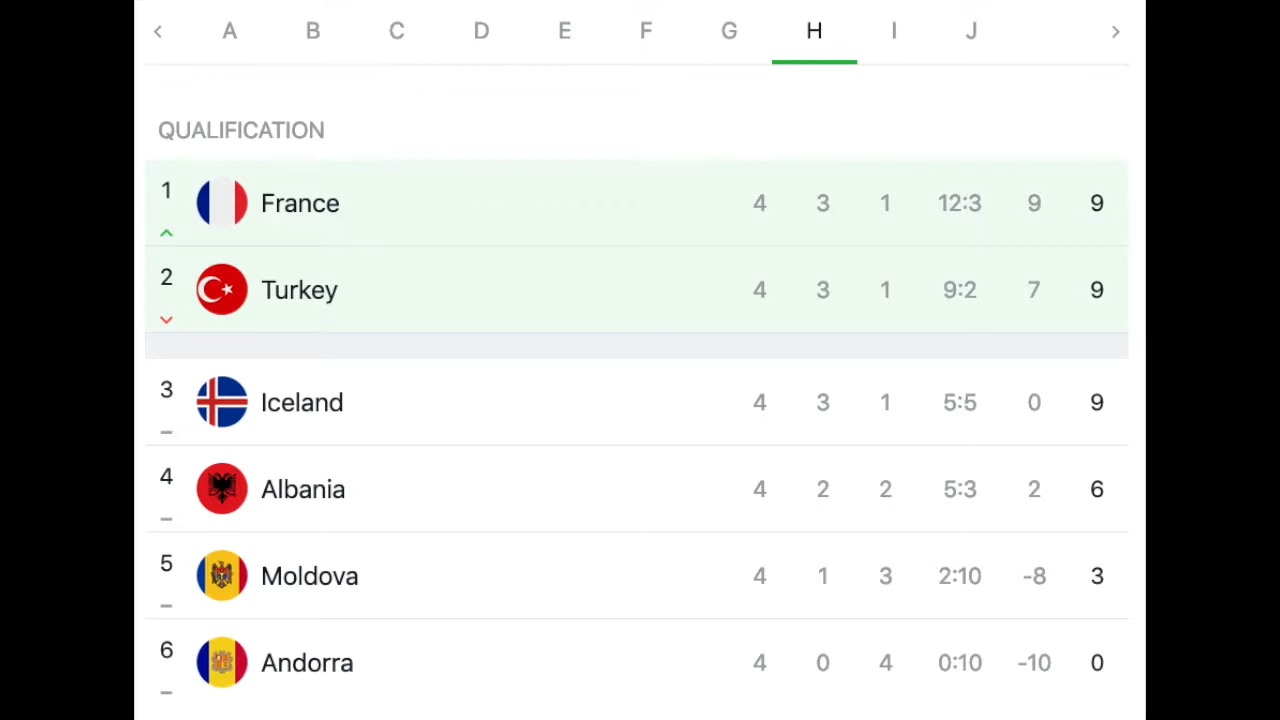 A B C D E F G H I J
QUALIFICATION
1 France 4 3 1 12:3 9 9
2 Turkey 4 3 1 9:2 7 9
3 Iceland 4 3 1 5:5 0 9
4 Albania 4 2 2 5:3 2 6
5 Moldova 4 1 3 2:10 -8 3
6 Andorra 4 0 4 0:10 -10 0